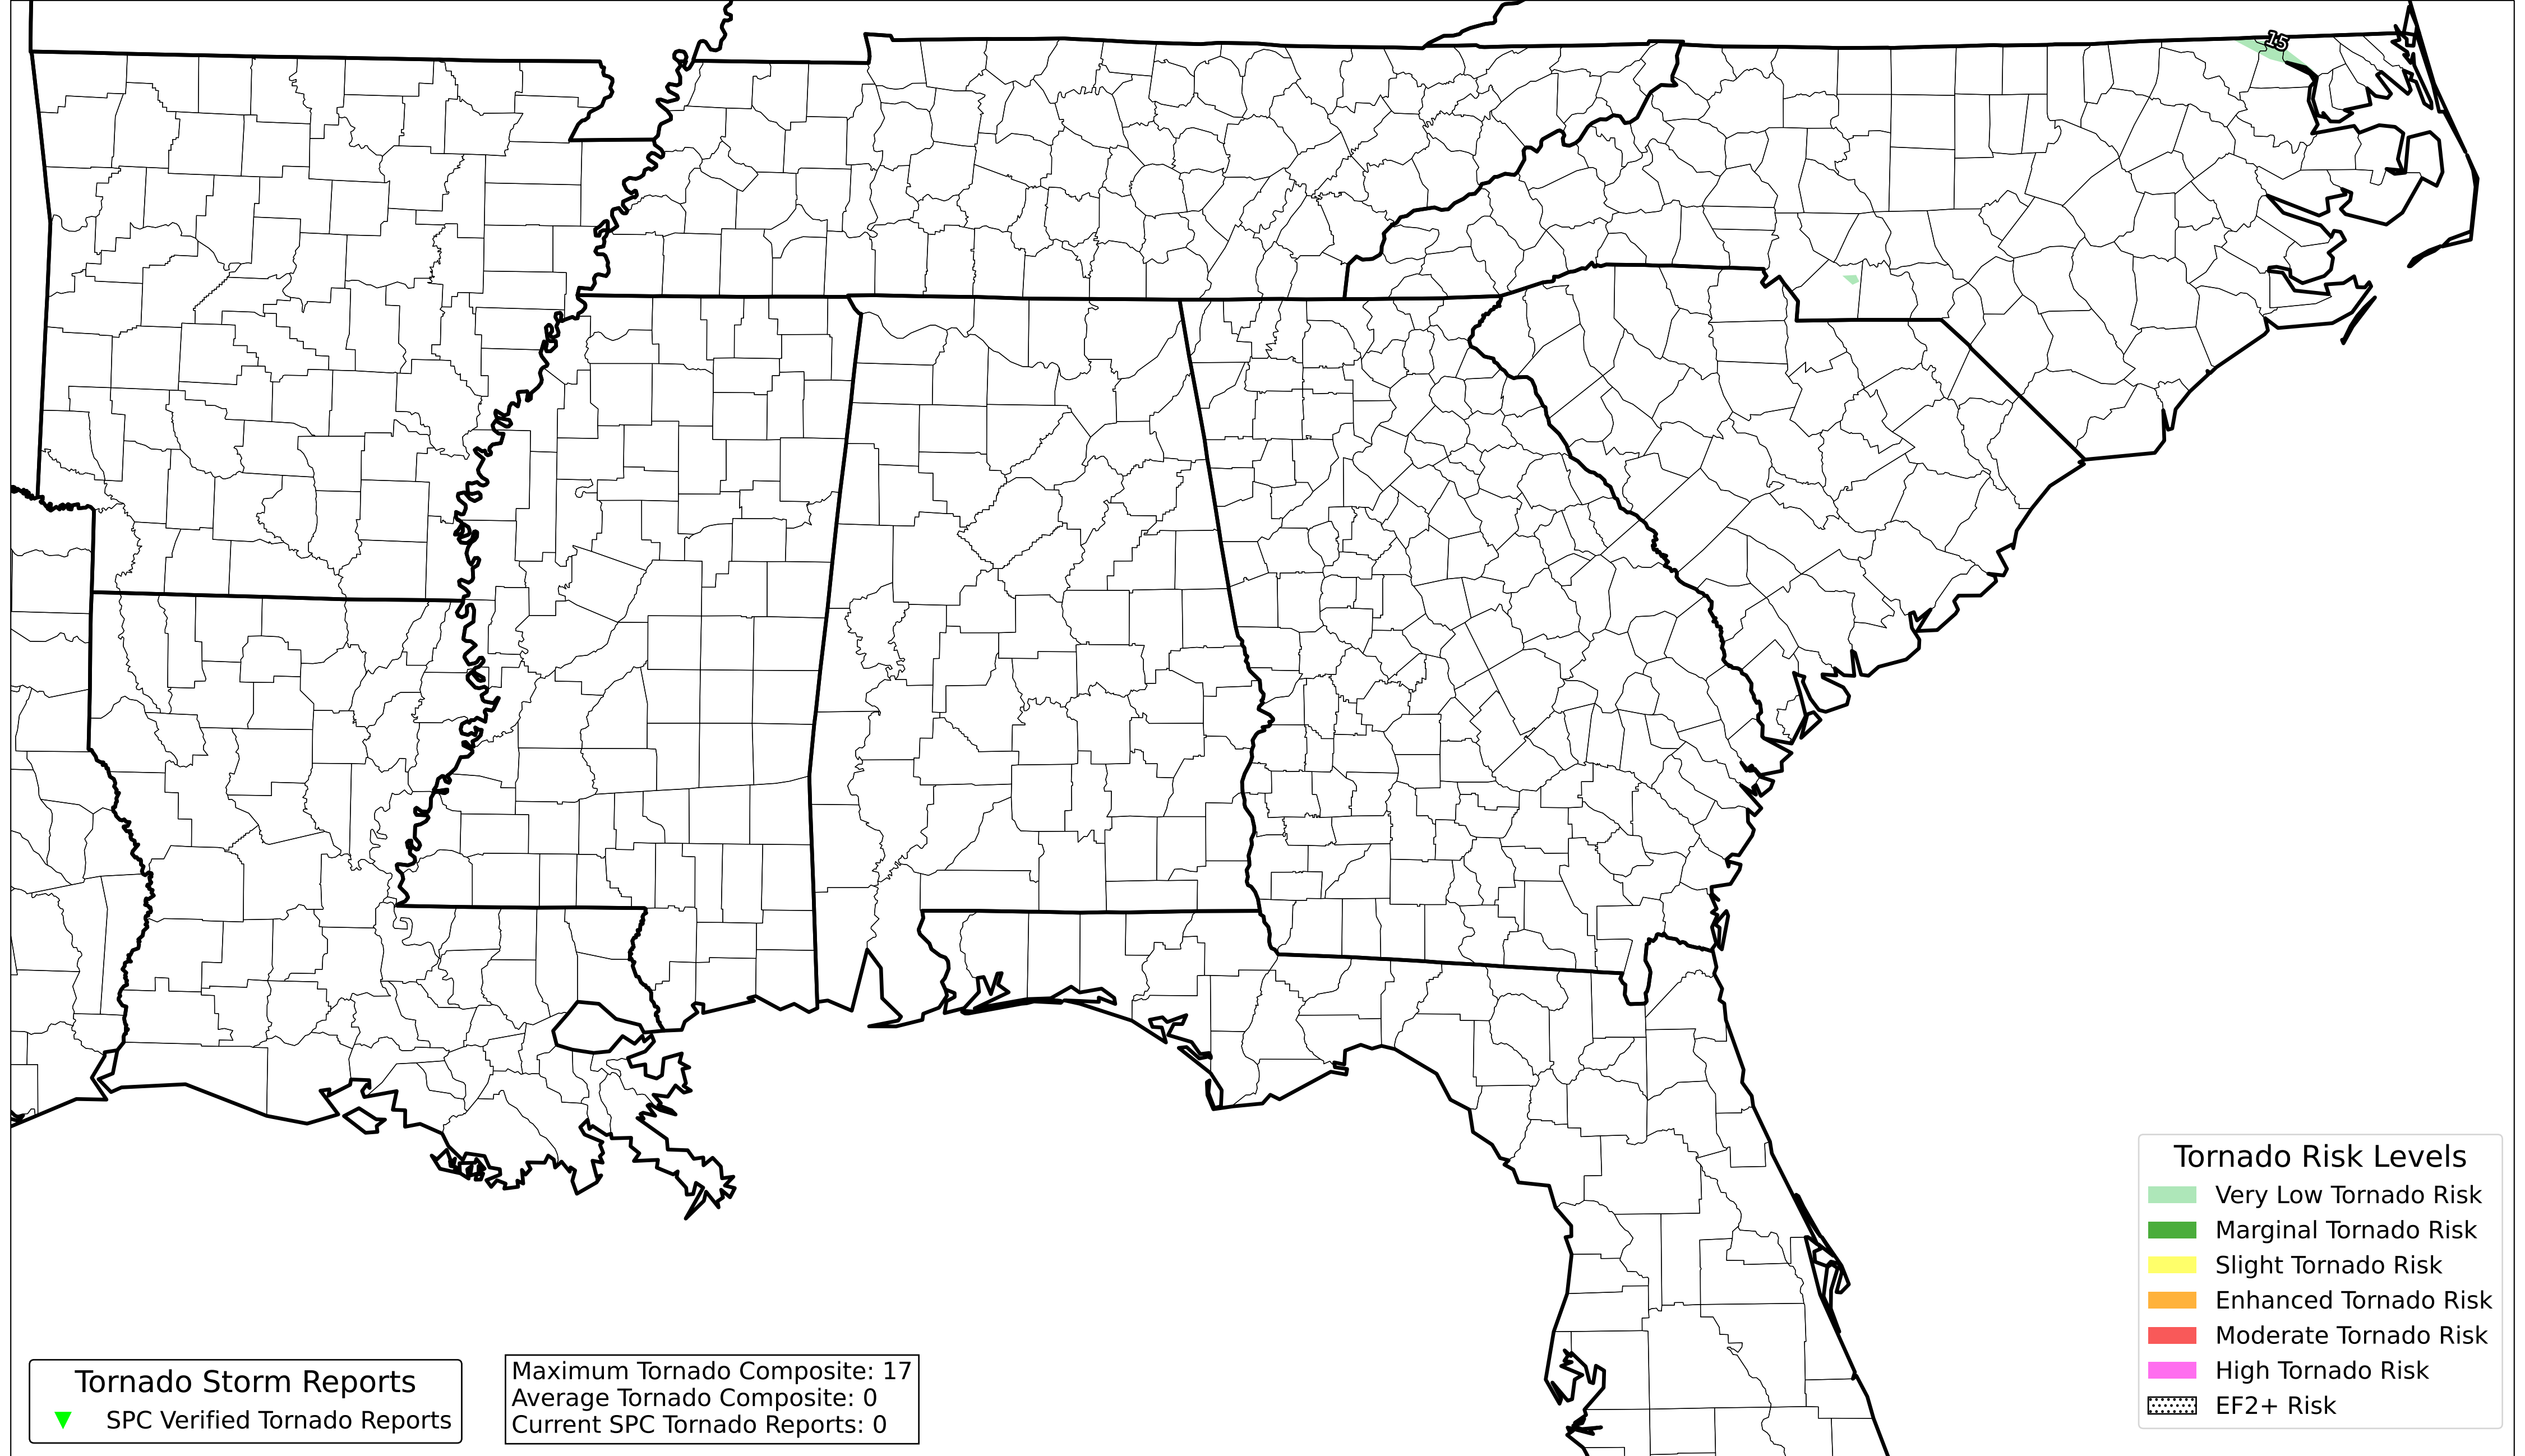 15
Tornado Risk Levels
Very Low Tornado Risk
Marginal Tornado Risk
Slight Tornado Risk
Enhanced Tornado Risk
Moderate Tornado Risk
High Tornado Risk
EF2+ Risk
Tornado Storm Reports
SPC Verified Tornado Reports
Maximum Tornado Composite: 17
Average Tornado Composite: 0
Current SPC Tornado Reports: 0